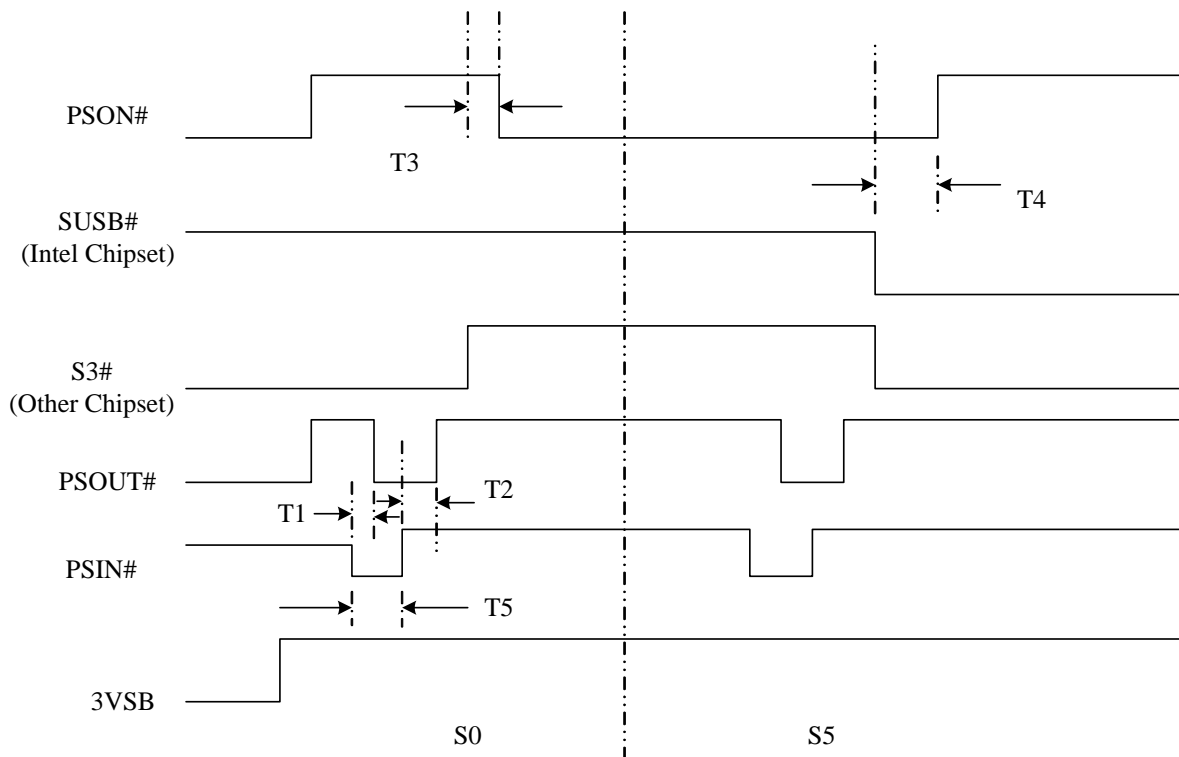 PSON#
T3
T4
SUSB#
(Intel Chipset)
S3#
(Other Chipset)
PSOUT#
T2
T1
PSIN#
T5
3VSB
S0
S5